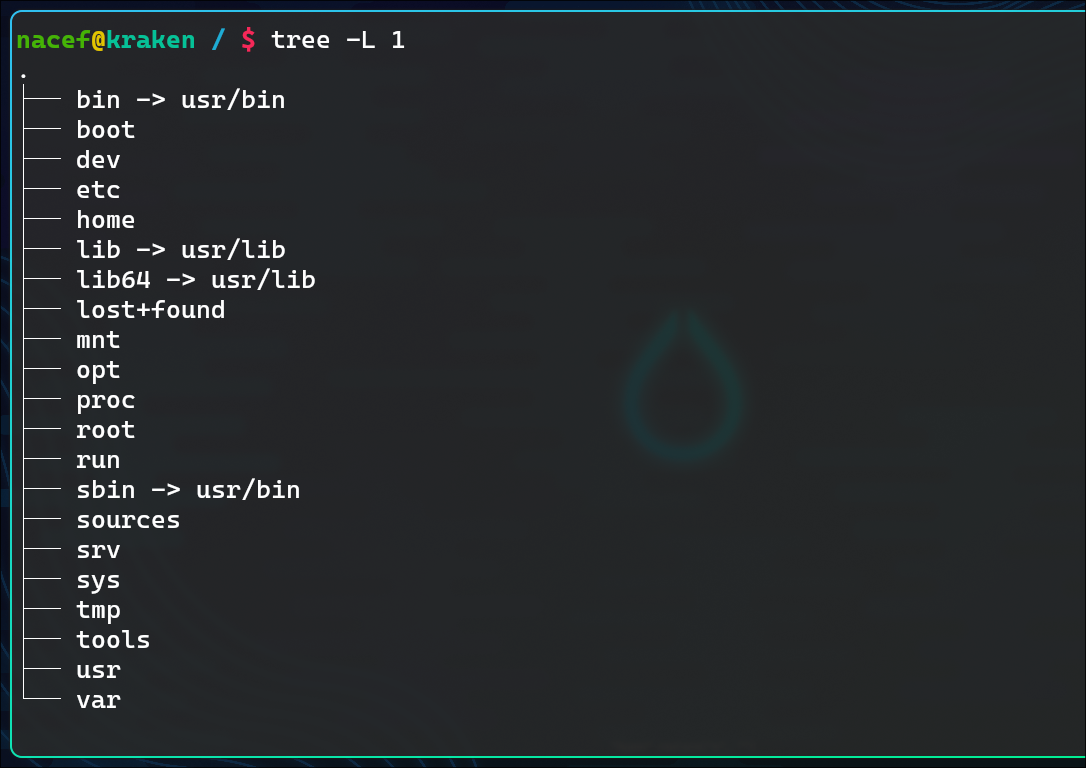 nacef@kraken / $ tree -L 1
.
├── bin -> usr/bin
├── boot
├── dev
├── etc
├── home
├── lib -> usr/lib
├── lib64 -> usr/lib
├── lost+found
├── mnt
├── opt
├── proc
├── root
├── run
├── sbin -> usr/bin
├── sources
├── srv
├── sys
├── tmp
├── tools
├── usr
└── var